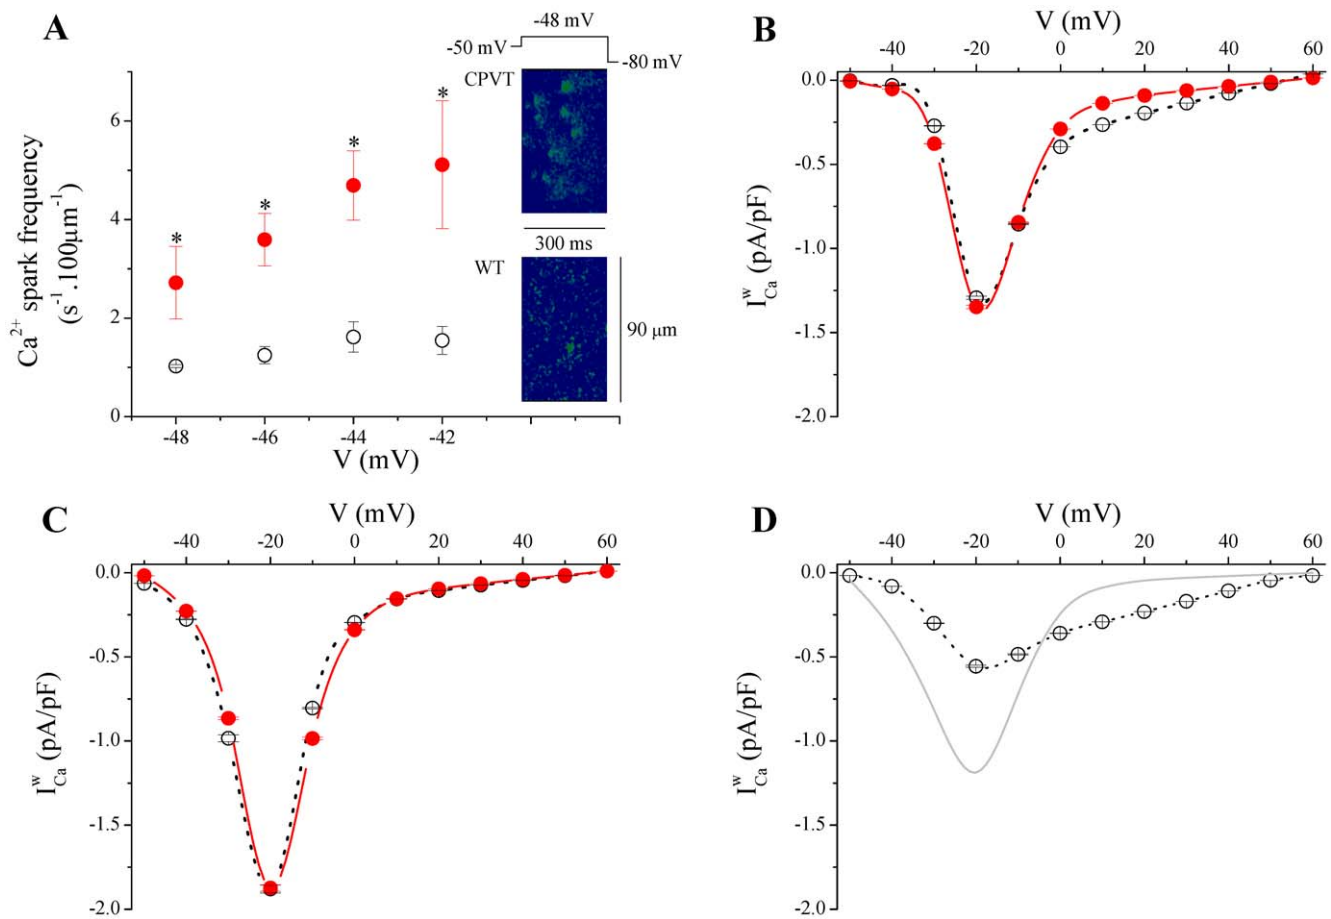 A
-48 mV
-50 mV
-80 mV
CPVT
300 ms
WT
90 μm
Ca²⁺ spark frequency
(s⁻¹.100μm⁻¹)
6
4
2
0
* * * *
-48 -46 -44 -42
V (mV)
B
V (mV)
-40 -20 0 20 40 60
0.0
-0.5
-1.0
-1.5
-2.0
I^w_Ca (pA/pF)
C
V (mV)
-40 -20 0 20 40 60
0.0
-0.5
-1.0
-1.5
-2.0
I^w_Ca (pA/pF)
D
V (mV)
-40 -20 0 20 40 60
0.0
-0.5
-1.0
-1.5
-2.0
I^w_Ca (pA/pF)